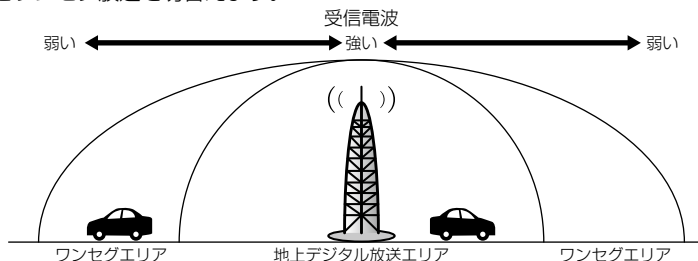 受信電波
弱い 強い 弱い
ワンセグエリア 地上デジタル放送エリア ワンセグエリア